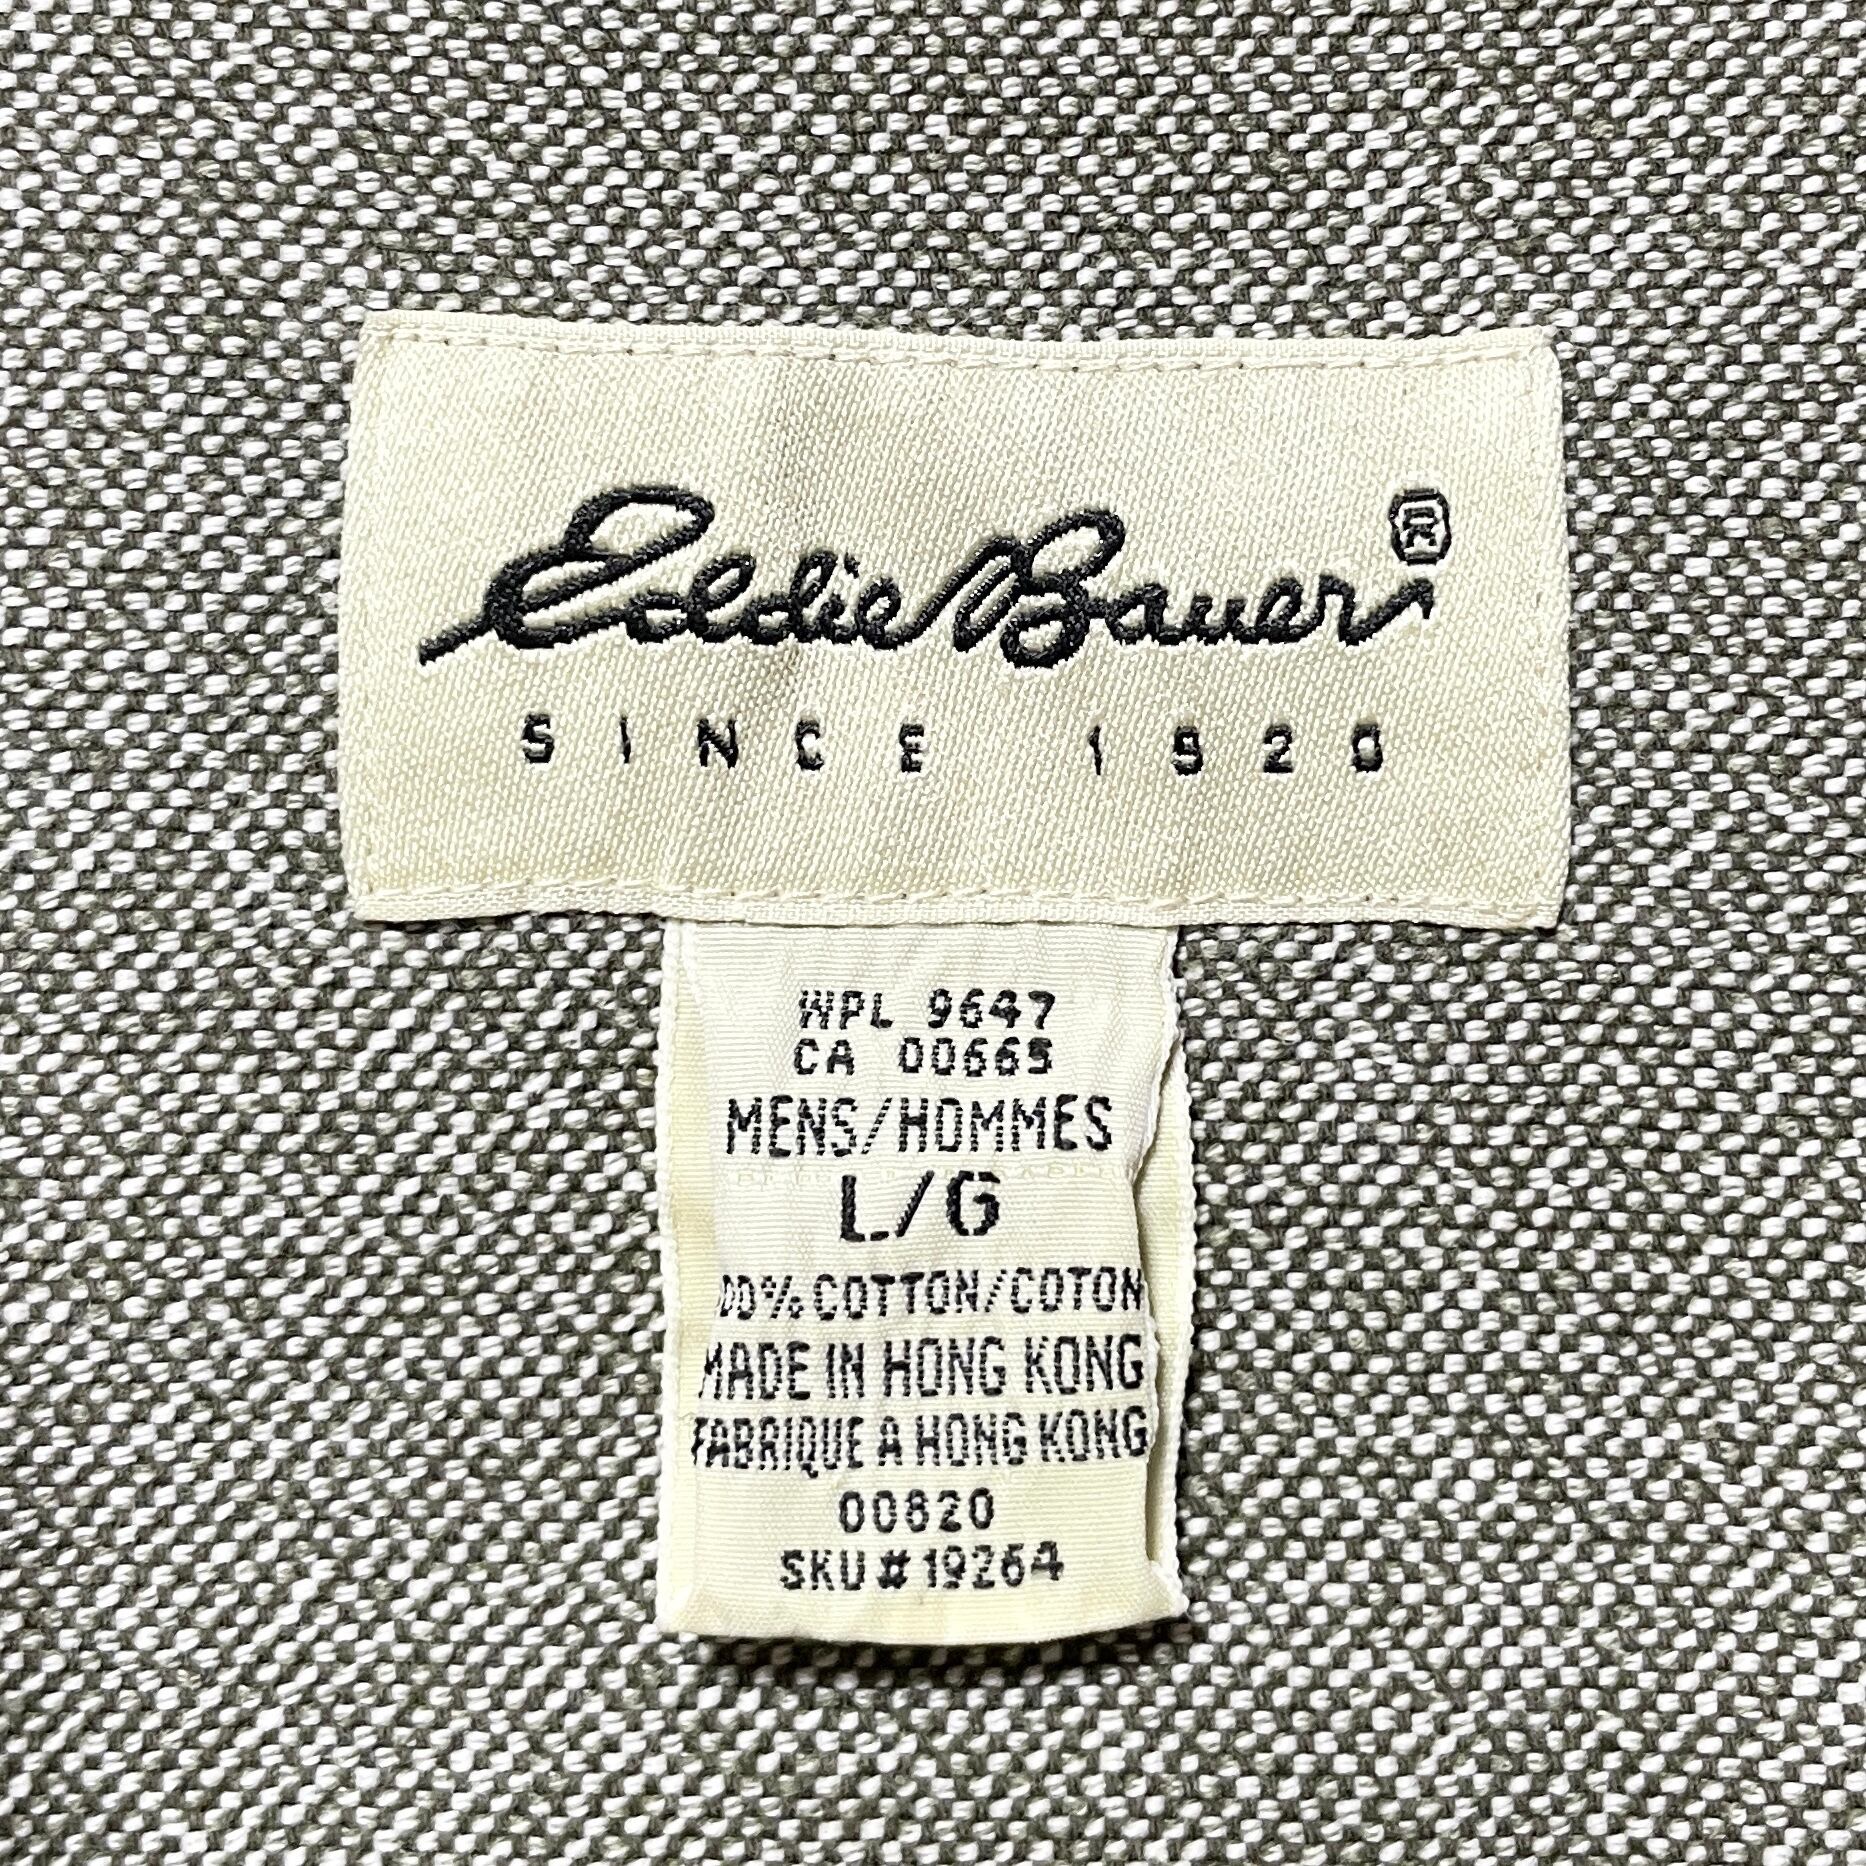 Eddie Bauer®
SINCE 1920
WPL 9647
CA 00665
MENS/HOMMES
L/G
00% COTTON/COTON
MADE IN HONG KONG
FABRIQUE A HONG KONG
00820
SKU # 19264